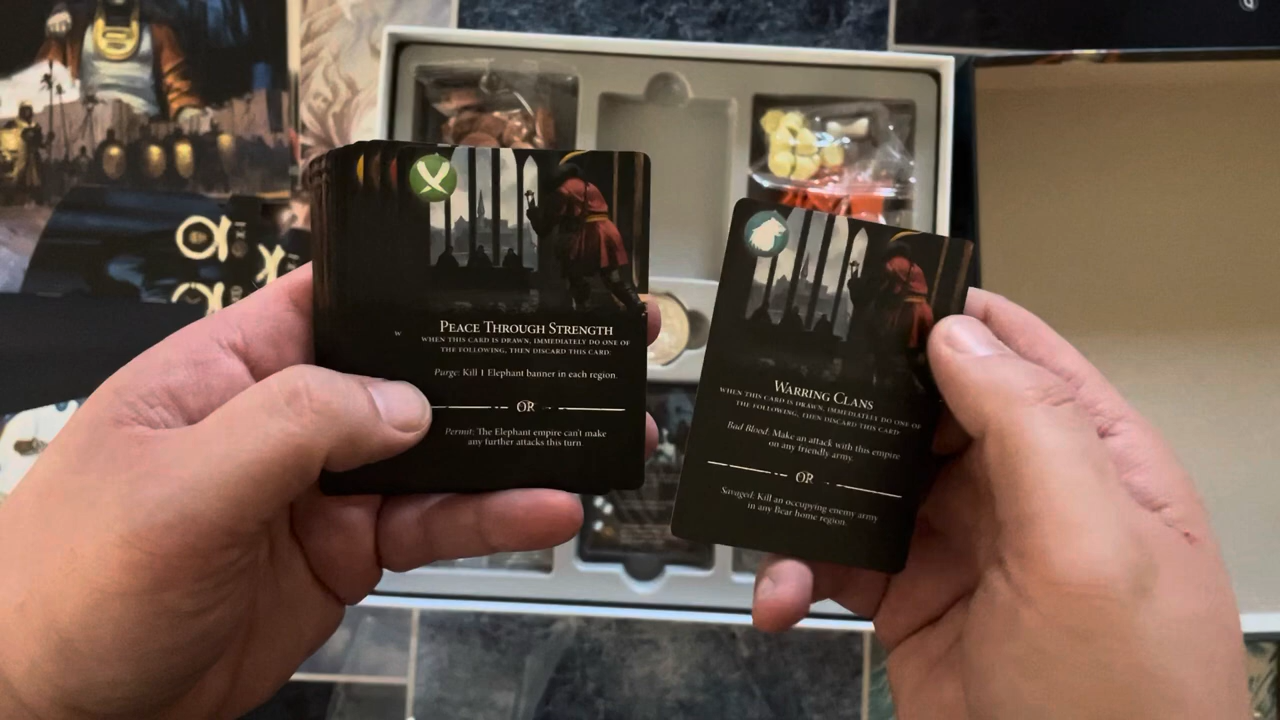 PEACE THROUGH STRENGTH
WHEN THIS CARD IS DRAWN, IMMEDIATELY DO ONE OF
THE FOLLOWING, THEN DISCARD THIS CARD:
Purge: Kill 1 Elephant banner in each region.
OR
Permit: The Elephant empire can't make
any further attacks this turn.
W
WARRING CLANS
WHEN THIS CARD IS DRAWN, IMMEDIATELY DO ONE OF
THE FOLLOWING, THEN DISCARD THIS CARD:
Bad Blood: Make an attack with this empire
on any friendly army.
OR
Savaged: Kill an occupying enemy army
in any Bear home region.